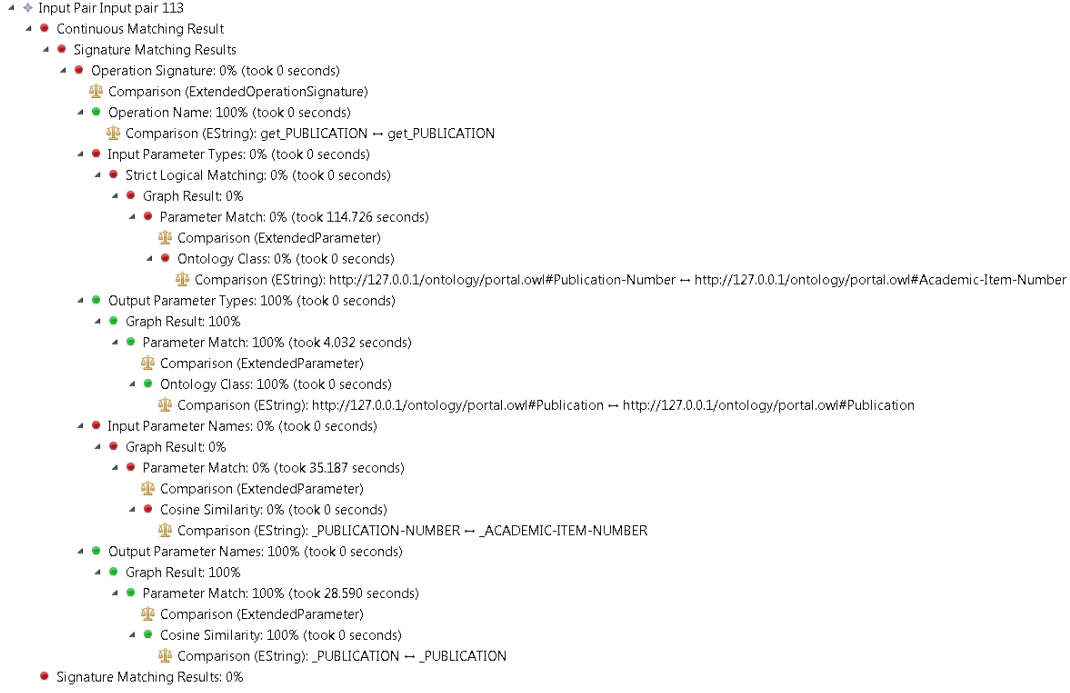 Input Pair Input pair 113
Continuous Matching Result
Signature Matching Results
Operation Signature: 0% (took 0 seconds)
Comparison (ExtendedOperationSignature)
Operation Name: 100% (took 0 seconds)
Comparison (EString): get_PUBLICATION ↔ get_PUBLICATION
Input Parameter Types: 0% (took 0 seconds)
Strict Logical Matching: 0% (took 0 seconds)
Graph Result: 0%
Parameter Match: 0% (took 114.726 seconds)
Comparison (ExtendedParameter)
Ontology Class: 0% (took 0 seconds)
Comparison (EString): http://127.0.0.1/ontology/portal.owl#Publication-Number ↔ http://127.0.0.1/ontology/portal.owl#Academic-Item-Number
Output Parameter Types: 100% (took 0 seconds)
Graph Result: 100%
Parameter Match: 100% (took 4.032 seconds)
Comparison (ExtendedParameter)
Ontology Class: 100% (took 0 seconds)
Comparison (EString): http://127.0.0.1/ontology/portal.owl#Publication ↔ http://127.0.0.1/ontology/portal.owl#Publication
Input Parameter Names: 0% (took 0 seconds)
Graph Result: 0%
Parameter Match: 0% (took 35.187 seconds)
Comparison (ExtendedParameter)
Cosine Similarity: 0% (took 0 seconds)
Comparison (EString): _PUBLICATION-NUMBER ↔ _ACADEMIC-ITEM-NUMBER
Output Parameter Names: 100% (took 0 seconds)
Graph Result: 100%
Parameter Match: 100% (took 28.590 seconds)
Comparison (ExtendedParameter)
Cosine Similarity: 100% (took 0 seconds)
Comparison (EString): _PUBLICATION ↔ _PUBLICATION
Signature Matching Results: 0%